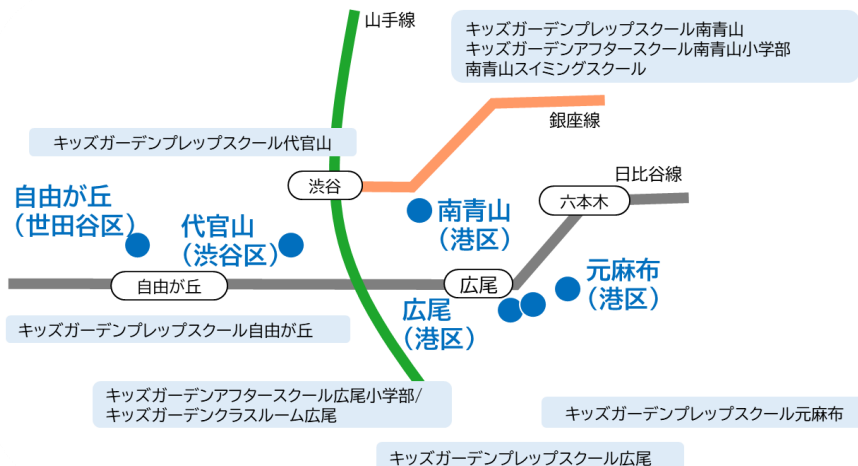 山手線
キッズガーデンプレップスクール南青山
キッズガーデンアフタースクール南青山小学部
南青山スイミングスクール
銀座線
キッズガーデンプレップスクール代官山
渋谷
日比谷線
六本木
自由が丘
（世田谷区）
代官山
（渋谷区）
南青山
（港区）
自由が丘
広尾
元麻布
（港区）
広尾
（港区）
キッズガーデンプレップスクール自由が丘
キッズガーデンアフタースクール広尾小学部/
キッズガーデンクラスルーム広尾
キッズガーデンプレップスクール元麻布
キッズガーデンプレップスクール広尾